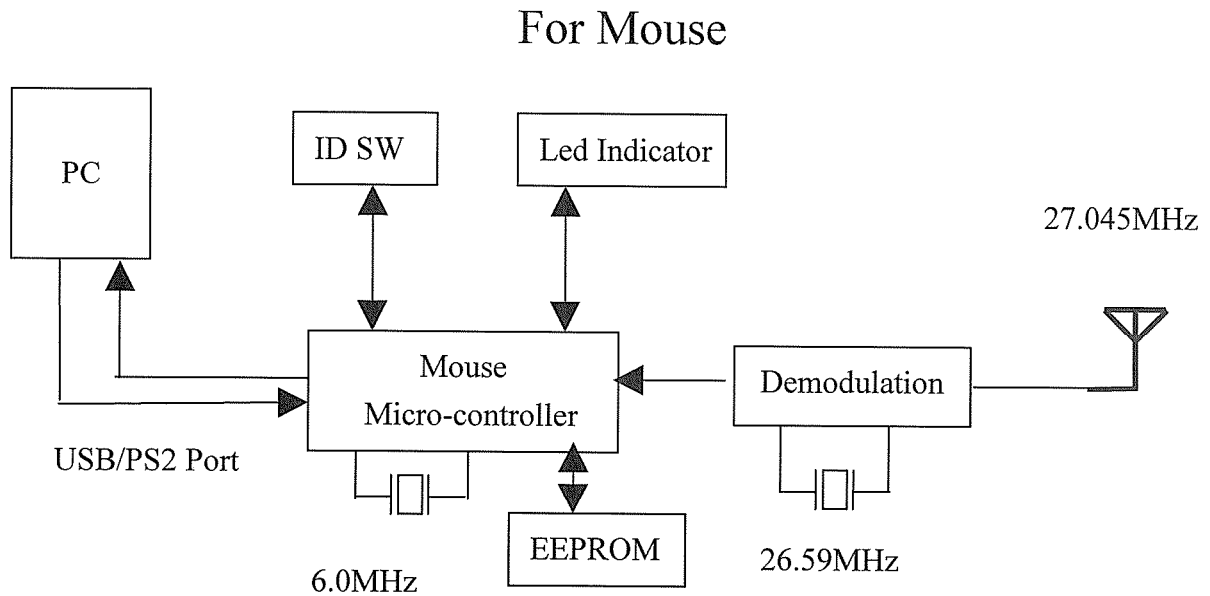 For Mouse
PC
ID SW
Led Indicator
27.045MHz
Mouse
Micro-controller
Demodulation
USB/PS2 Port
EEPROM
26.59MHz
6.0MHz